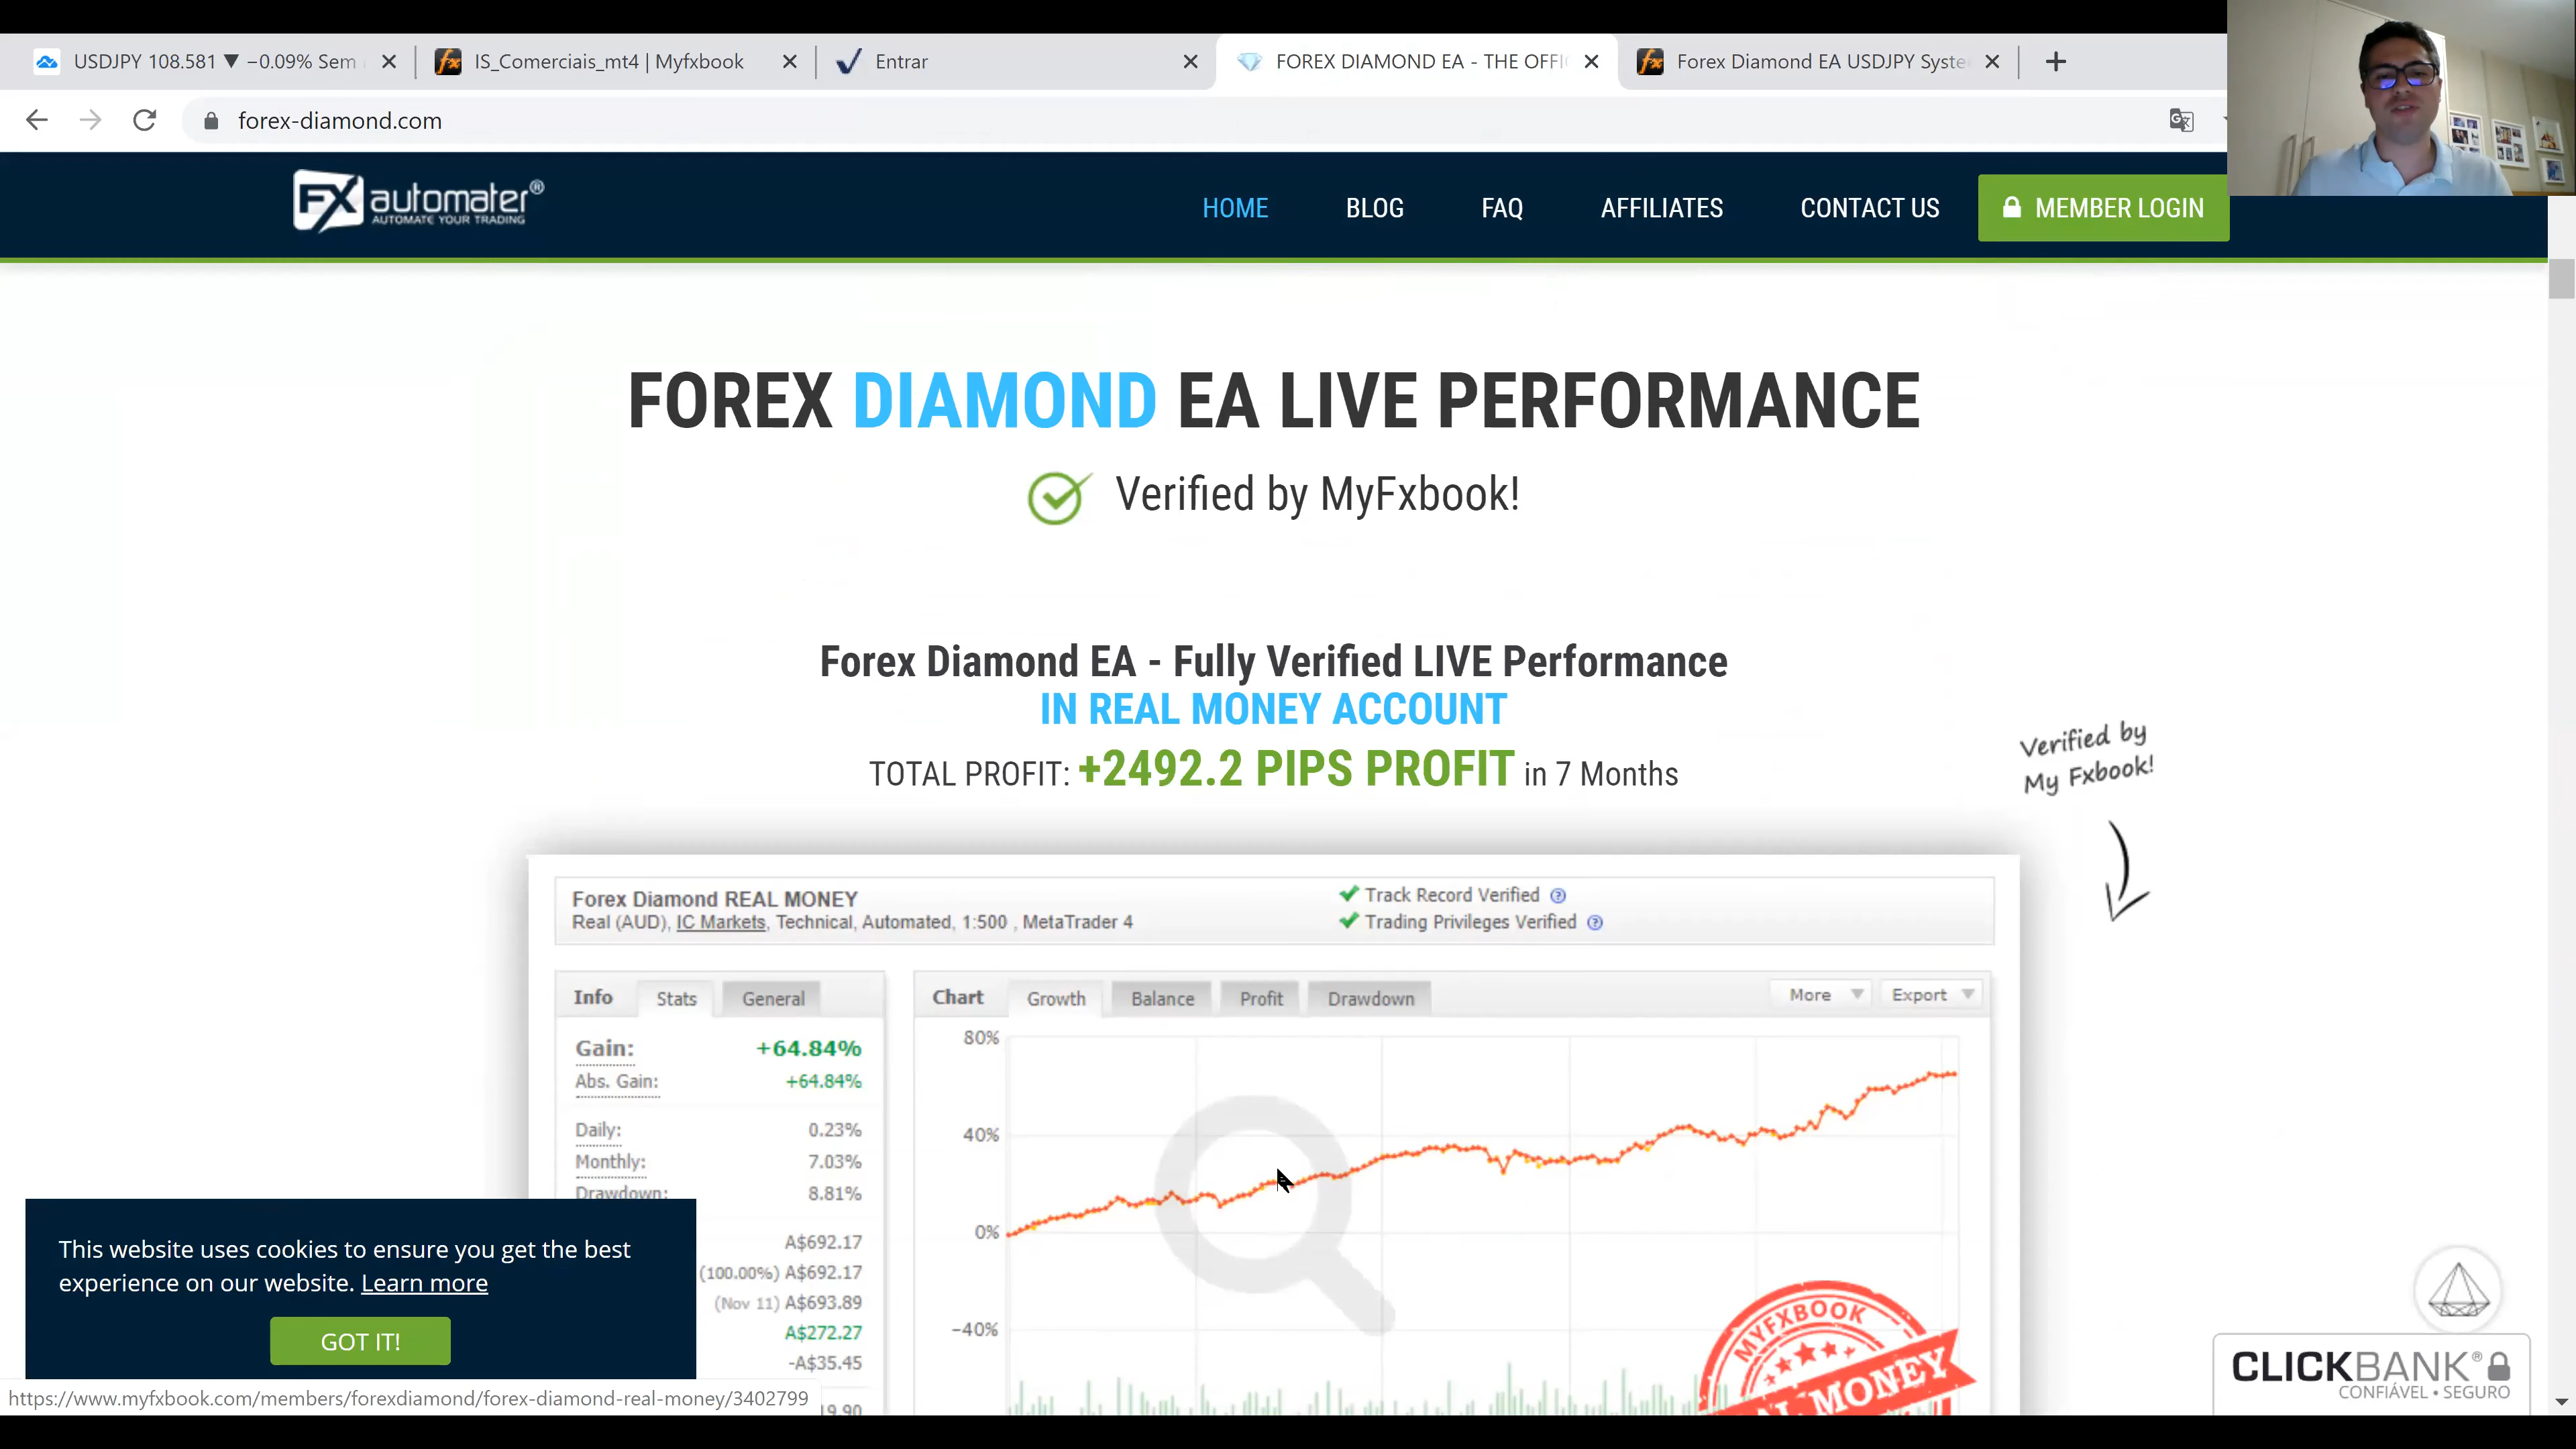 USDJPY 108.581 ▼ −0.09% Sem
IS_Comerciais_mt4 | Myfxbook
Entrar
FOREX DIAMOND EA - THE OFFI
Forex Diamond EA USDJPY Syste
forex-diamond.com
FX automater®
AUTOMATE YOUR TRADING
HOME
BLOG
FAQ
AFFILIATES
CONTACT US
MEMBER LOGIN
FOREX DIAMOND EA LIVE PERFORMANCE
Verified by MyFxbook!
Forex Diamond EA - Fully Verified LIVE Performance
IN REAL MONEY ACCOUNT
TOTAL PROFIT: +2492.2 PIPS PROFIT in 7 Months
Verified by
My Fxbook!
Forex Diamond REAL MONEY
Real (AUD), IC Markets, Technical, Automated, 1:500 , MetaTrader 4
Track Record Verified
Trading Privileges Verified
Info Stats General
Gain: +64.84%
Abs. Gain: +64.84%
Daily: 0.23%
Monthly: 7.03%
Drawdown: 8.81%
A$692.17
(100.00%) A$692.17
(Nov 11) A$693.89
A$272.27
-A$35.45
19.90
Chart Growth Balance Profit Drawdown
More Export
80%
40%
0%
−40%
MYFXBOOK
MONEY
This website uses cookies to ensure you get the best
experience on our website. Learn more
GOT IT!
https://www.myfxbook.com/members/forexdiamond/forex-diamond-real-money/3402799
CLICKBANK®
CONFIÁVEL • SEGURO